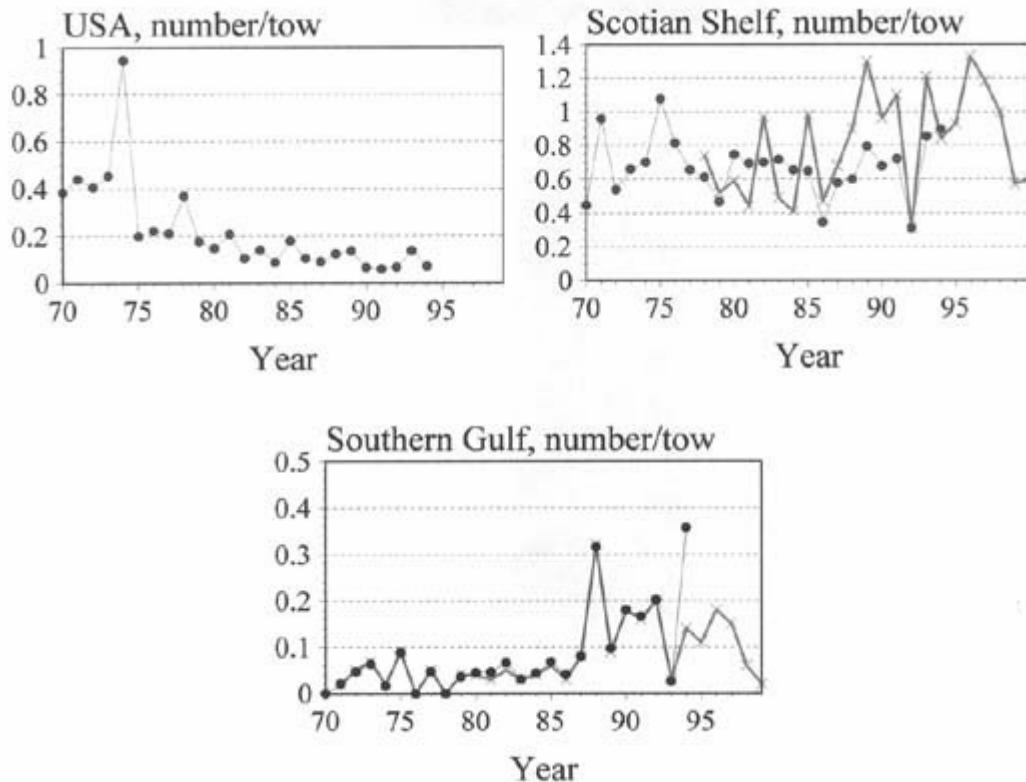 USA, number/tow
1
0.8
0.6
0.4
0.2
0
70 75 80 85 90 95
Year
Scotian Shelf, number/tow
1.4
1.2
1
0.8
0.6
0.4
0.2
0
70 75 80 85 90 95
Year
Southern Gulf, number/tow
0.5
0.4
0.3
0.2
0.1
0
70 75 80 85 90 95
Year